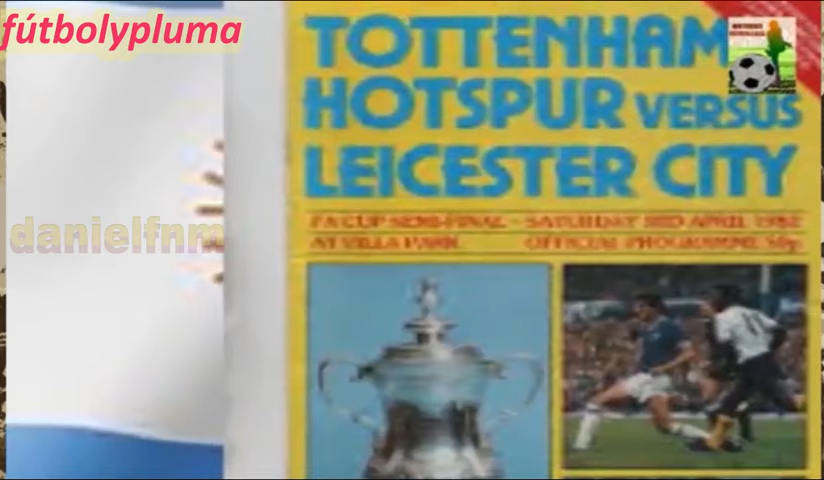 fútbolypluma
TOTTENHAM
HOTSPUR VERSUS
LEICESTER CITY
danielfnm
FA CUP SEMI-FINAL - SATURDAY 3RD APRIL 1982
AT VILLA PARK OFFICIAL PROGRAMME 50p